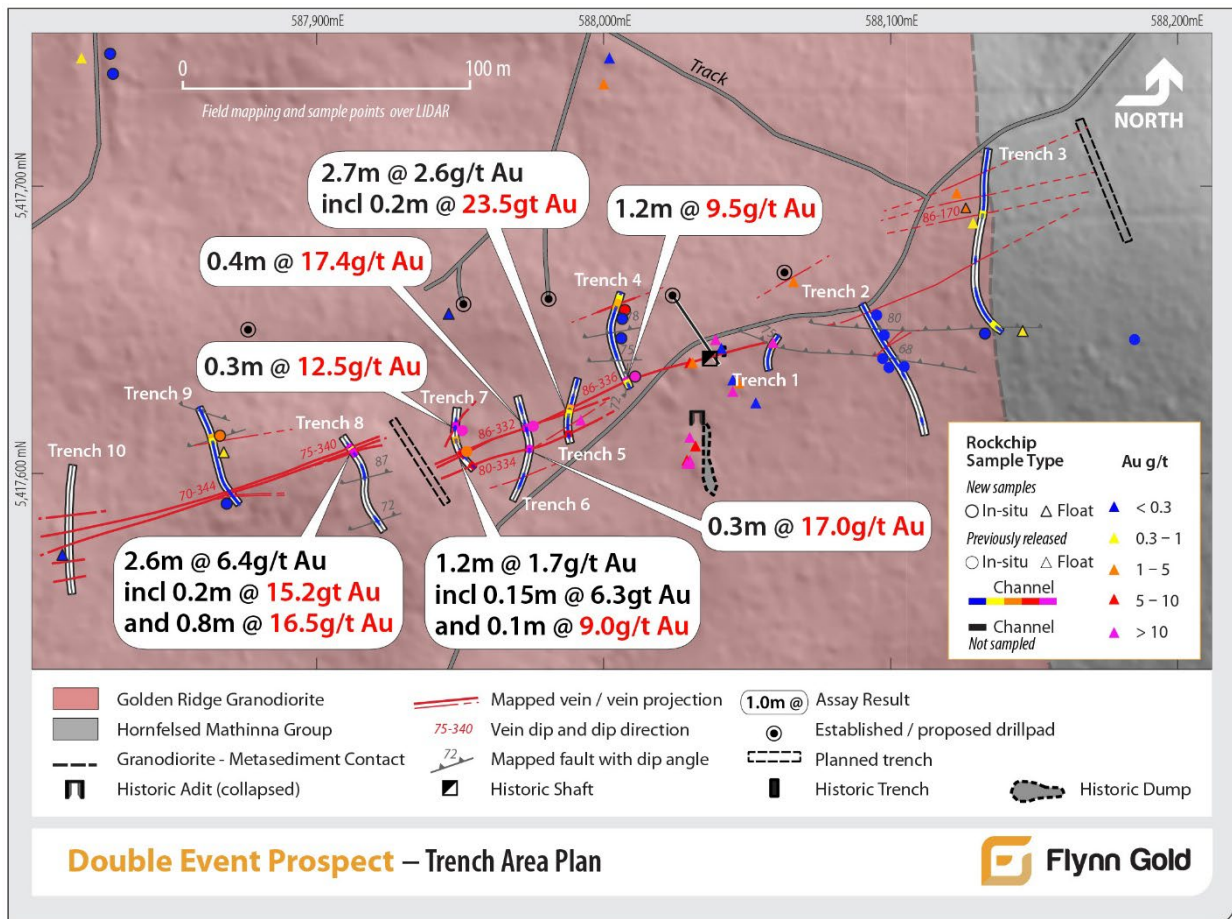 587,900mE
588,000mE
588,100mE
588,200mE
5,417,700 mN
5,417,600 mN
0
100 m
Field mapping and sample points over LIDAR
Track
NORTH
Trench 3
86-170
2.7m @ 2.6g/t Au
incl 0.2m @ 23.5gt Au
1.2m @ 9.5g/t Au
0.4m @ 17.4g/t Au
Trench 4
78
75
Trench 2
80
68
75
0.3m @ 12.5g/t Au
Trench 1
86-336
72
Trench 9
Trench 7
86-332
Trench 8
75-340
Trench 5
80-334
Trench 10
70-344
87
72
Trench 6
0.3m @ 17.0g/t Au
2.6m @ 6.4g/t Au
incl 0.2m @ 15.2gt Au
and 0.8m @ 16.5g/t Au
1.2m @ 1.7g/t Au
incl 0.15m @ 6.3gt Au
and 0.1m @ 9.0g/t Au
Rockchip
Sample Type
Au g/t
New samples
In-situ
Float
Previously released
In-situ
Float
Channel
Channel
Not sampled
< 0.3
0.3 – 1
1 – 5
5 – 10
> 10
Golden Ridge Granodiorite
Mapped vein / vein projection
1.0m @
Assay Result
Hornfelsed Mathinna Group
75-340
Vein dip and dip direction
Established / proposed drillpad
Granodiorite - Metasediment Contact
72
Mapped fault with dip angle
Planned trench
Historic Adit (collapsed)
Historic Shaft
Historic Trench
Historic Dump
Double Event Prospect – Trench Area Plan
Flynn Gold